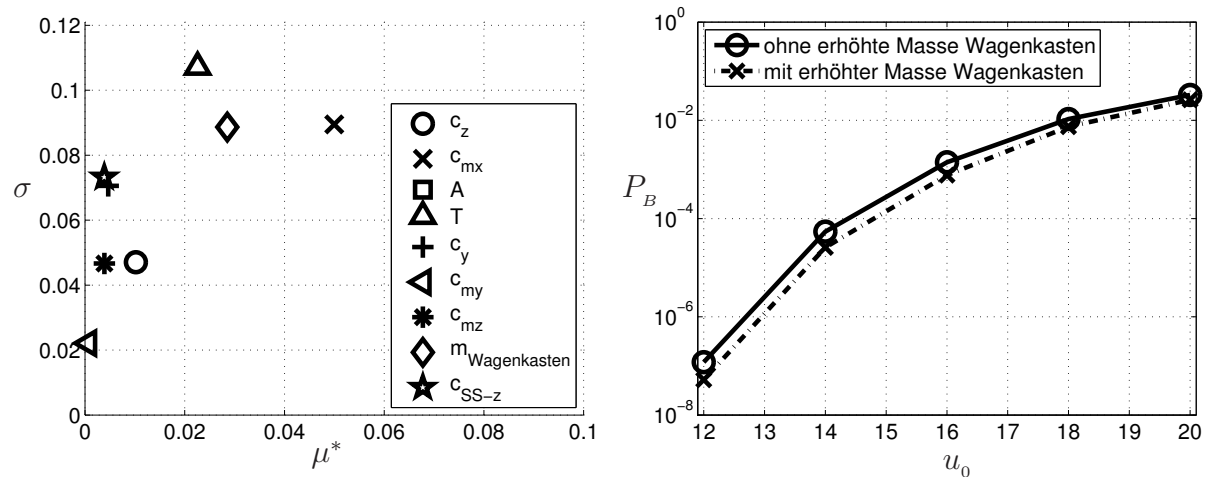 0.12
0.1
0.08
0.06
0.04
0.02
0
σ
0 0.02 0.04 0.06 0.08 0.1
μ*
c_z
c_mx
A
T
c_y
c_my
c_mz
m_Wagenkasten
c_SS-z
10^0
10^-2
10^-4
10^-6
10^-8
P_B
12 13 14 15 16 17 18 19 20
u_0
ohne erhöhte Masse Wagenkasten
mit erhöhter Masse Wagenkasten